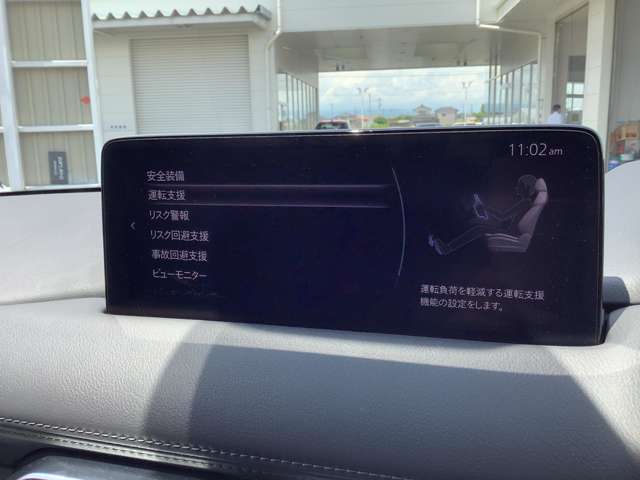 11:02 am
安全装備
運転支援
リスク警報
リスク回避支援
事故回避支援
ビューモニター
運転負荷を軽減する運転支援
機能の設定をします。